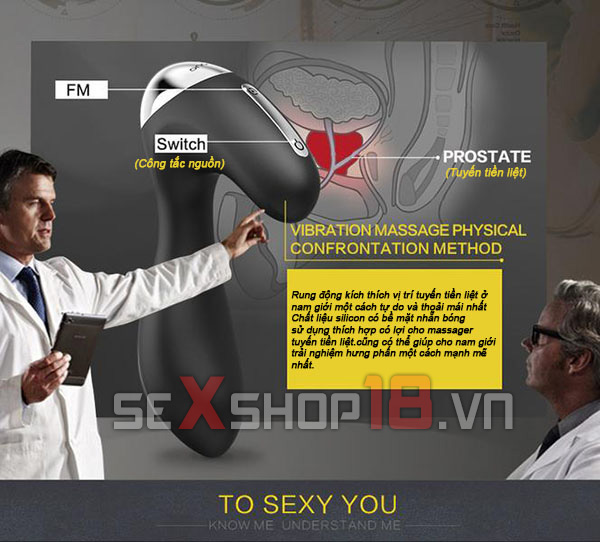 FM
Switch
(Công tắc nguồn)
PROSTATE
(Tuyến tiền liệt)
VIBRATION MASSAGE PHYSICAL
CONFRONTATION METHOD
Rung động kích thích vị trí tuyến tiền liệt ở
nam giới một cách tự do và thoải mái nhất
Chất liệu silicon có bề mặt nhẵn bóng
sử dụng thích hợp có lợi cho massager
tuyến tiền liệt.cũng có thể giúp cho nam giới
trải nghiệm hưng phấn một cách mạnh mẽ
nhất.
seXshop18.vn
TO SEXY YOU
KNOW ME UNDERSTAND ME